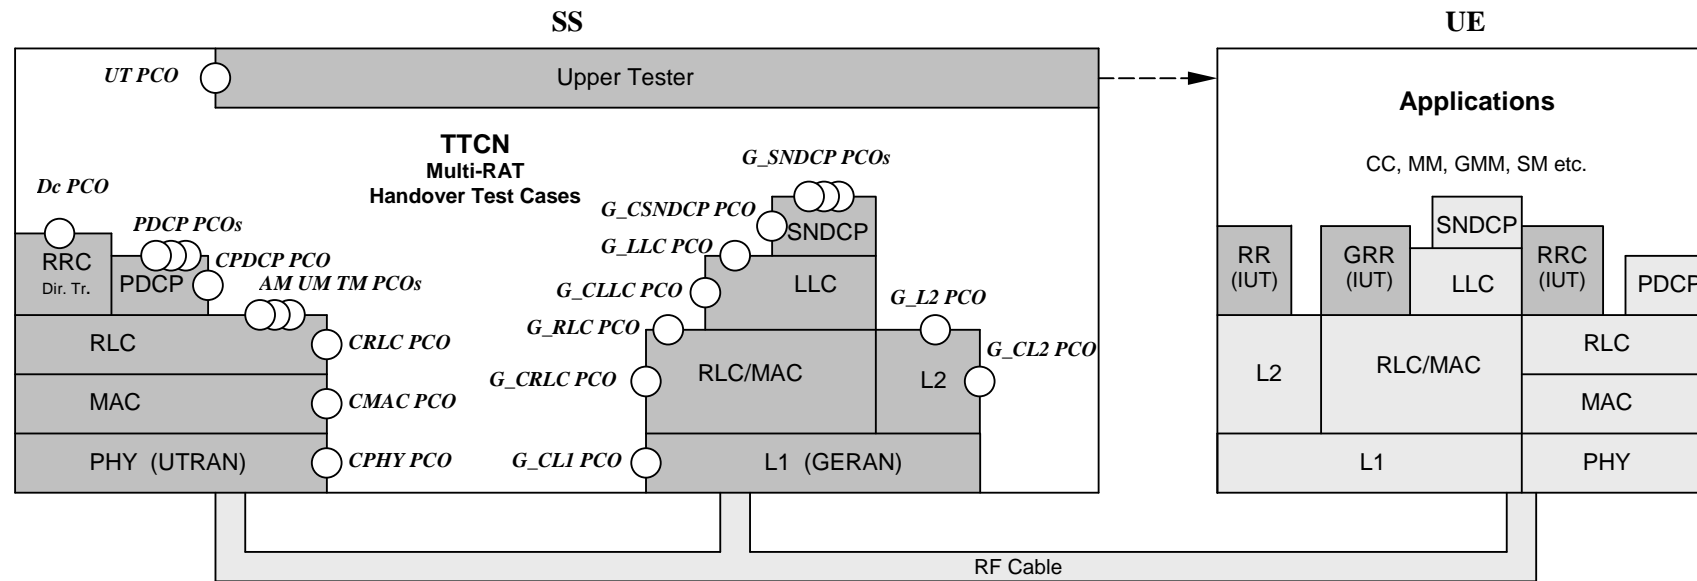 SS
UE
UT PCO
Upper Tester
Applications
TTCN
Multi-RAT
Handover Test Cases
G_SNDCP PCOs
CC, MM, GMM, SM etc.
Dc PCO
PDCP PCOs
G_CSNDCP PCO
SNDCP
SNDCP
CPDCP PCO
G_LLC PCO
RRC
Dir. Tr.
PDCP
AM UM TM PCOs
G_CLLC PCO
LLC
G_L2 PCO
RR
(IUT)
GRR
(IUT)
LLC
RRC
(IUT)
PDCP
G_RLC PCO
RLC
CRLC PCO
G_CL2 PCO
RLC
G_CRLC PCO
RLC/MAC
L2
L2
RLC/MAC
MAC
CMAC PCO
MAC
PHY (UTRAN)
CPHY PCO
G_CL1 PCO
L1 (GERAN)
L1
PHY
RF Cable